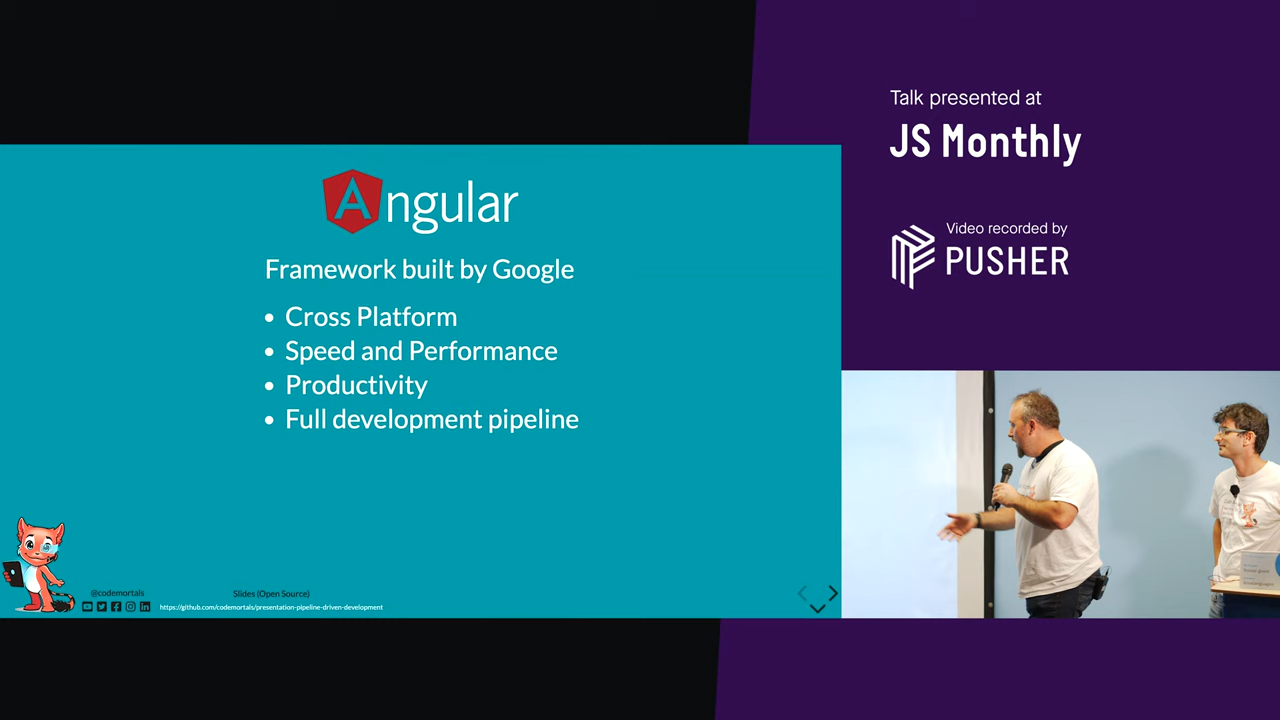 Talk presented at
JS Monthly
Video recorded by
PUSHER
Angular
Framework built by Google
• Cross Platform
• Speed and Performance
• Productivity
• Full development pipeline
@codemortals
Slides (Open Source)
https://github.com/codemortals/presentation-pipeline-driven-development